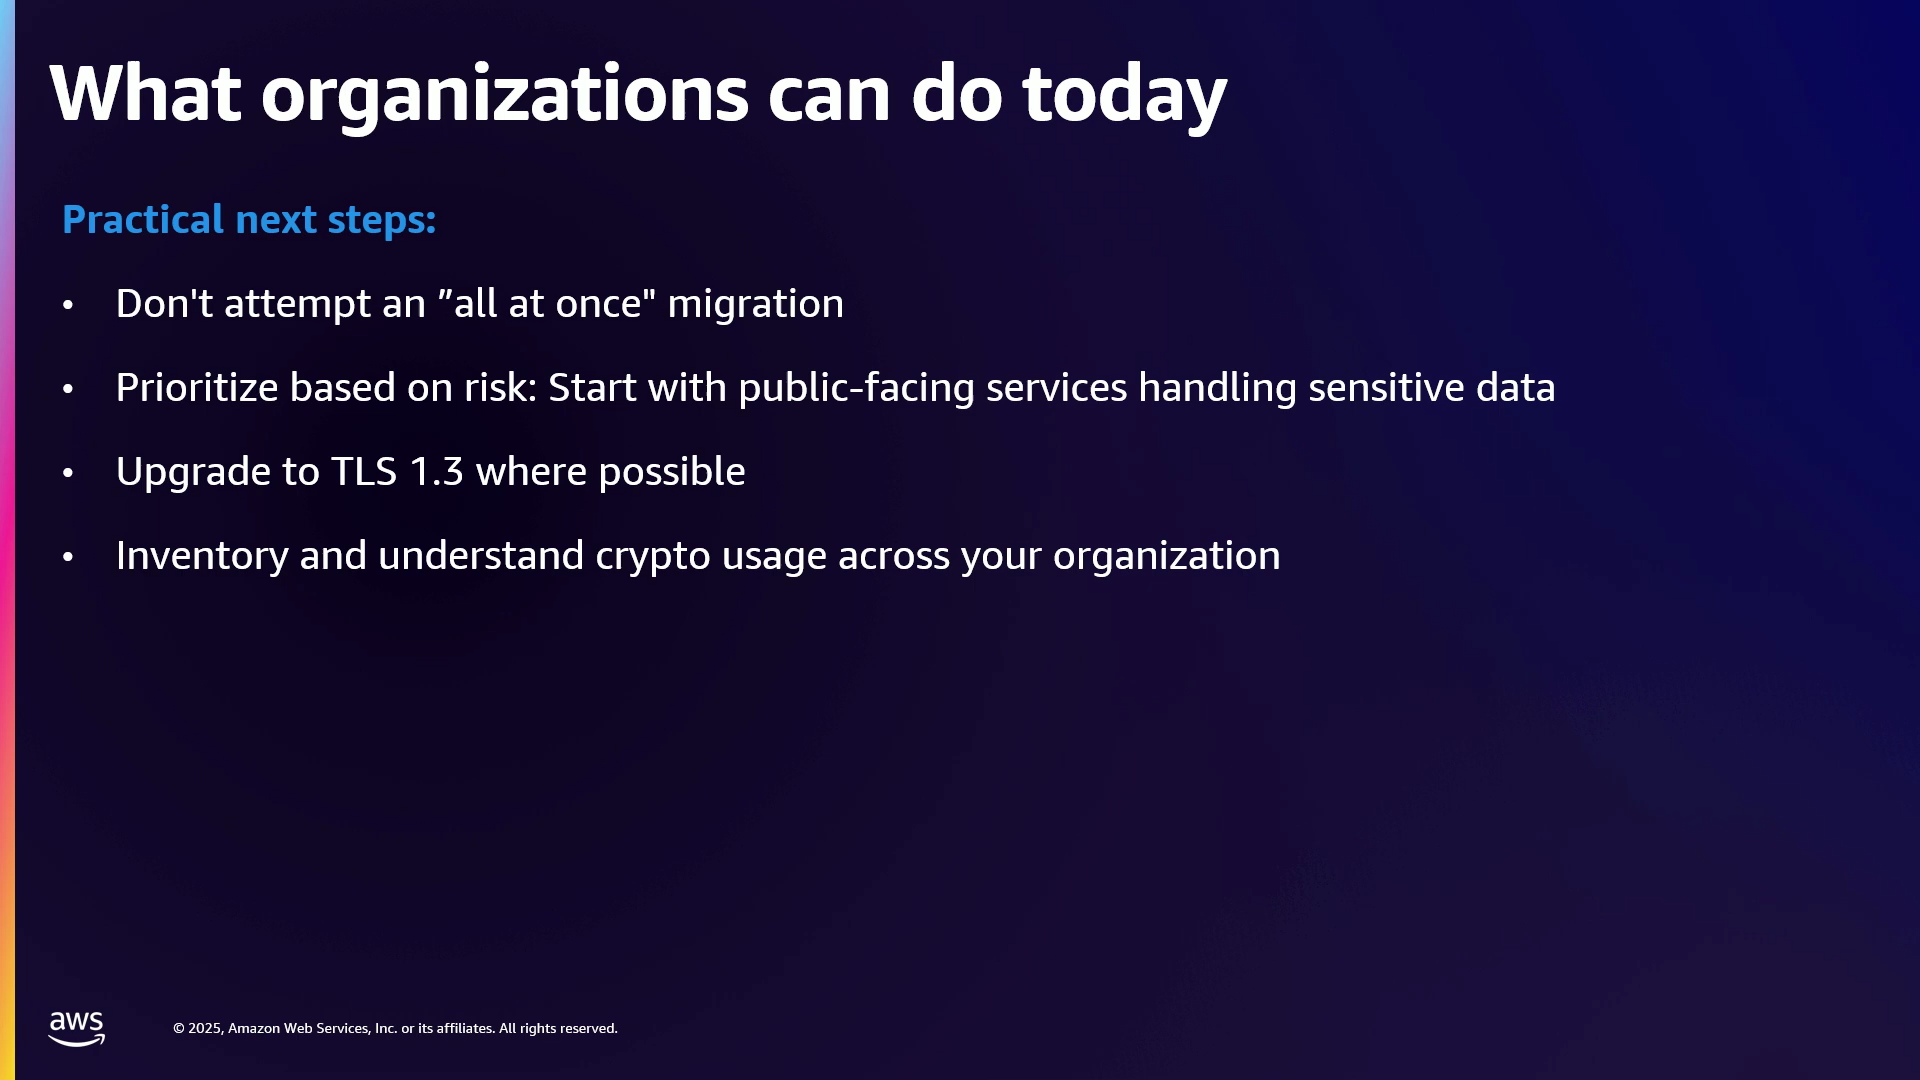 What organizations can do today
Practical next steps:
• Don't attempt an ”all at once" migration
• Prioritize based on risk: Start with public-facing services handling sensitive data
• Upgrade to TLS 1.3 where possible
• Inventory and understand crypto usage across your organization
aws
© 2025, Amazon Web Services, Inc. or its affiliates. All rights reserved.